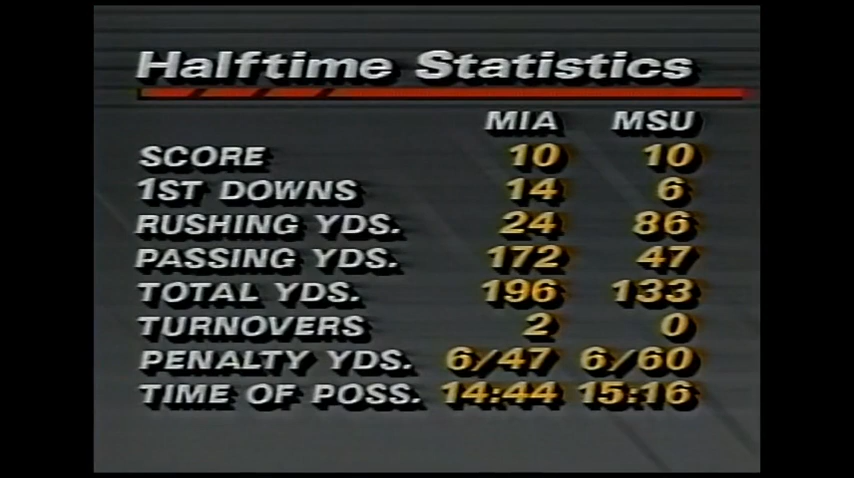 Halftime Statistics
MIA MSU
SCORE 10 10
1ST DOWNS 14 6
RUSHING YDS. 24 86
PASSING YDS. 172 47
TOTAL YDS. 196 133
TURNOVERS 2 0
PENALTY YDS. 6/47 6/60
TIME OF POSS. 14:44 15:16